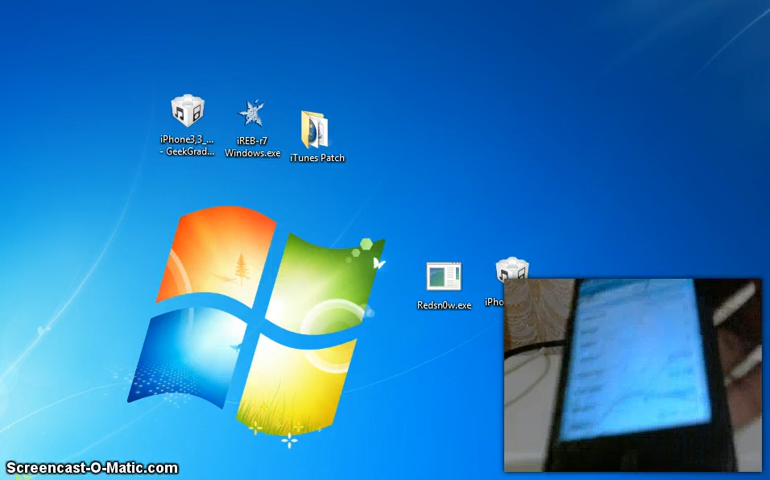 iPhone3,3_...
- GeekGrad...
iREB-r7
Windows.exe
iTunes Patch
Redsn0w.exe
Screencast-O-Matic.com